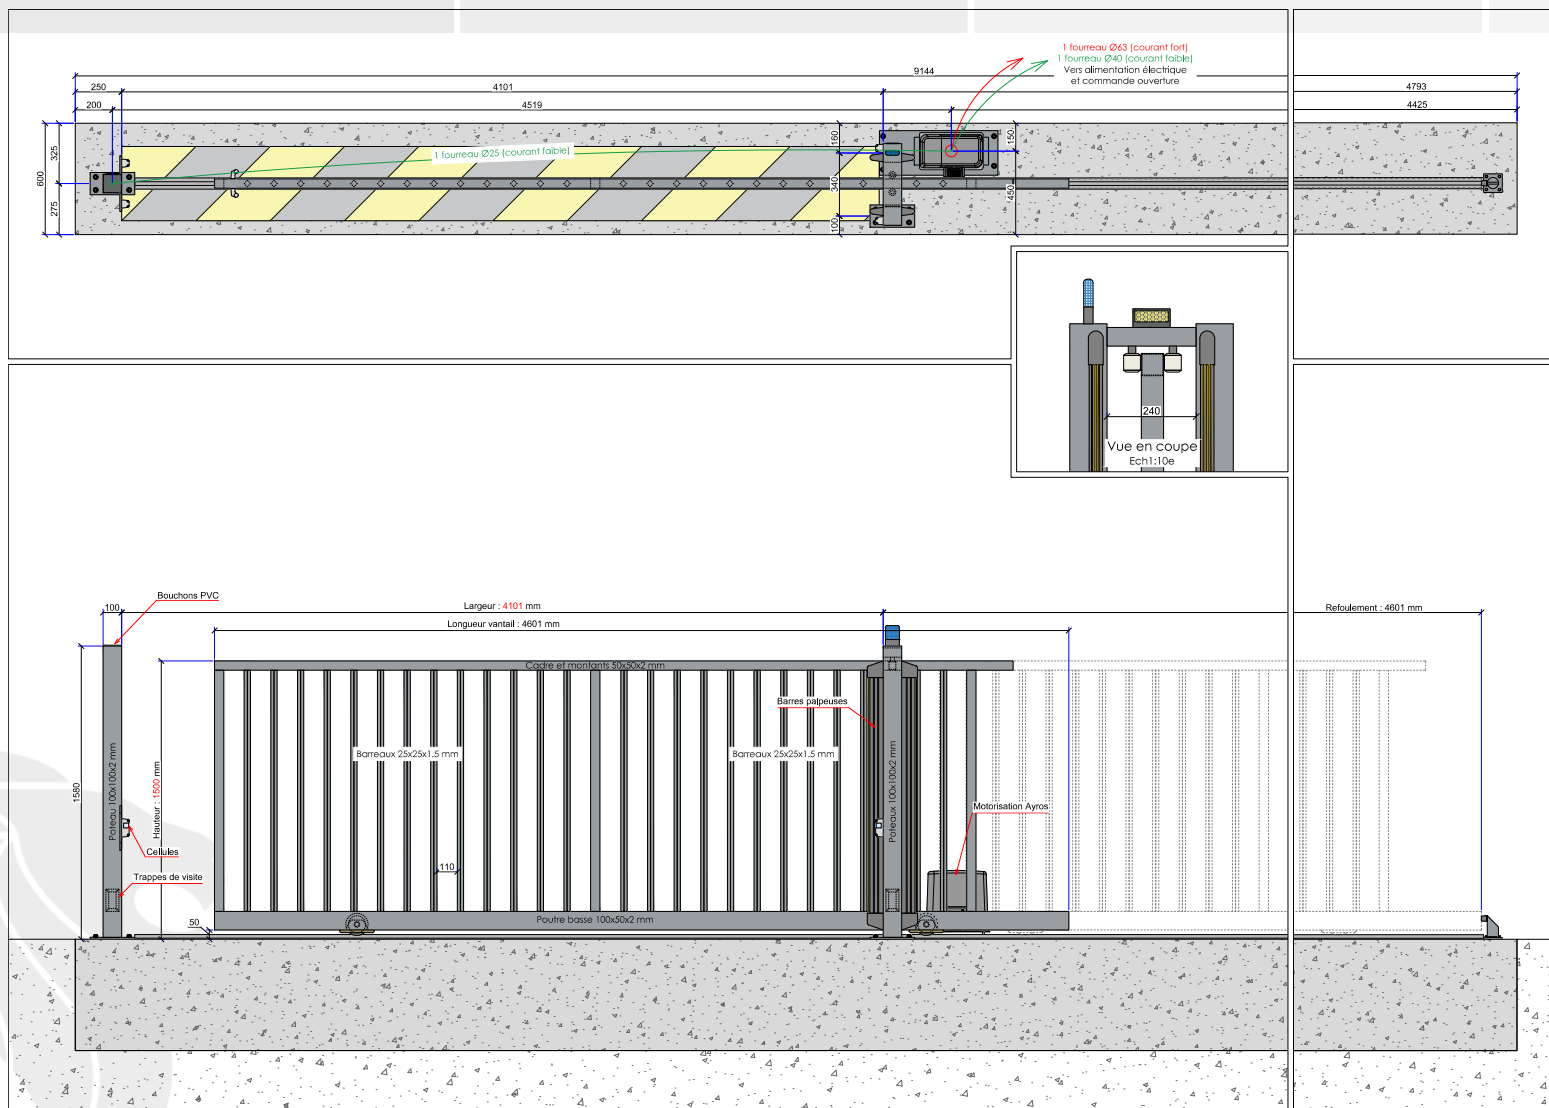 1 fourreau Ø63 (courant fort)
1 fourreau Ø40 (courant faible)
Vers alimentation électrique
et commande ouverture
9144
250
4101
4793
200
4519
4425
1 fourreau Ø25 (courant faible)
600
325
275
160
340
100
150
450
240
Vue en coupe
Ech1:10e
Bouchons PVC
100
Largeur : 4101 mm
Refoulement : 4601 mm
Longueur vantail : 4601 mm
Cadre et montants 50x50x2 mm
Barres palpeuses
Barreaux 25x25x1.5 mm
Barreaux 25x25x1.5 mm
1580
Hauteur : 1500 mm
Poteau 100x100x2 mm
Poteaux 100x100x2 mm
Motorisation Ayros
Cellules
Trappes de visite
110
50
Poutre basse 100x50x2 mm